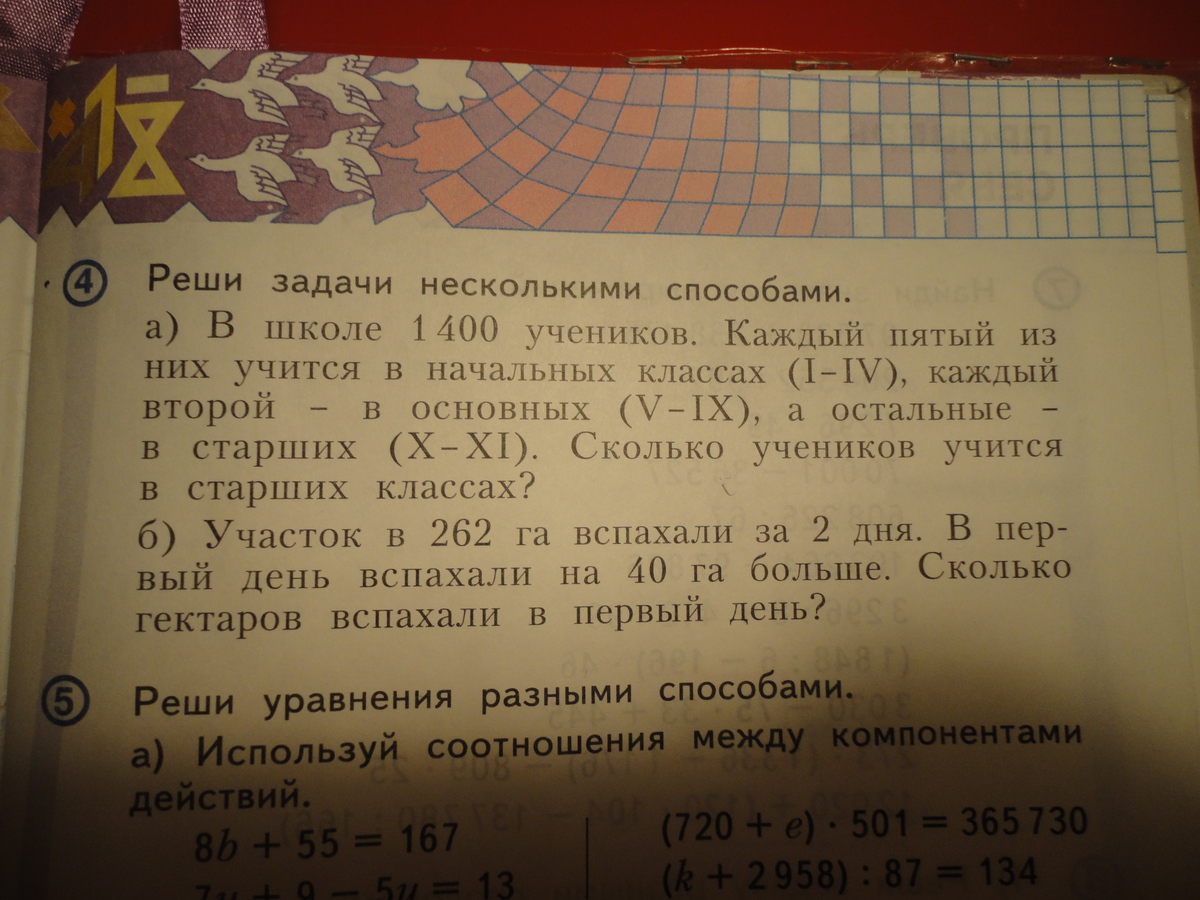 4 Реши задачи несколькими способами.
а) В школе 1 400 учеников. Каждый пятый из
них учится в начальных классах (I–IV), каждый
второй – в основных (V–IX), а остальные –
в старших (X–XI). Сколько учеников учится
в старших классах?
б) Участок в 262 га вспахали за 2 дня. В пер-
вый день вспахали на 40 га больше. Сколько
гектаров вспахали в первый день?
5 Реши уравнения разными способами.
а) Используй соотношения между компонентами
действий.
8b + 55 = 167
(720 + e) · 501 = 365 730
(k + 2 958) : 87 = 134